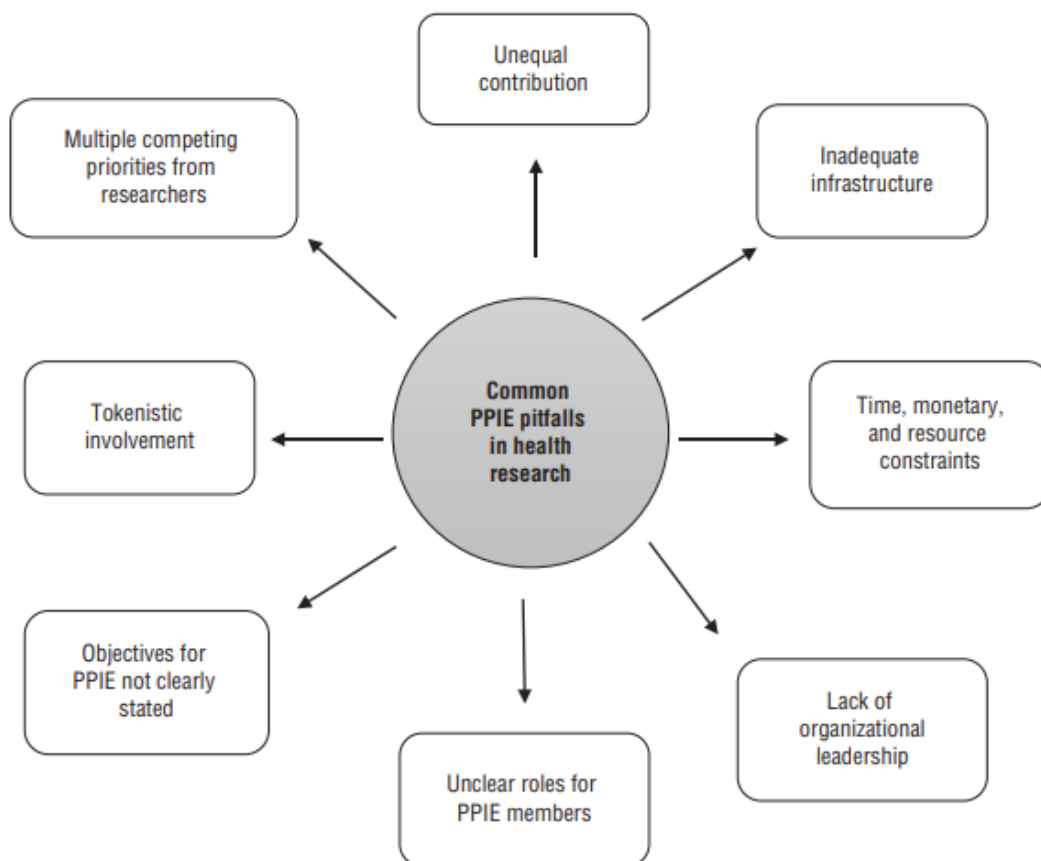 Unequal
contribution
Multiple competing
priorities from
researchers
Inadequate
infrastructure
Common
PPIE pitfalls
in health
research
Tokenistic
involvement
Time, monetary,
and resource
constraints
Objectives for
PPIE not clearly
stated
Lack of
organizational
leadership
Unclear roles for
PPIE members